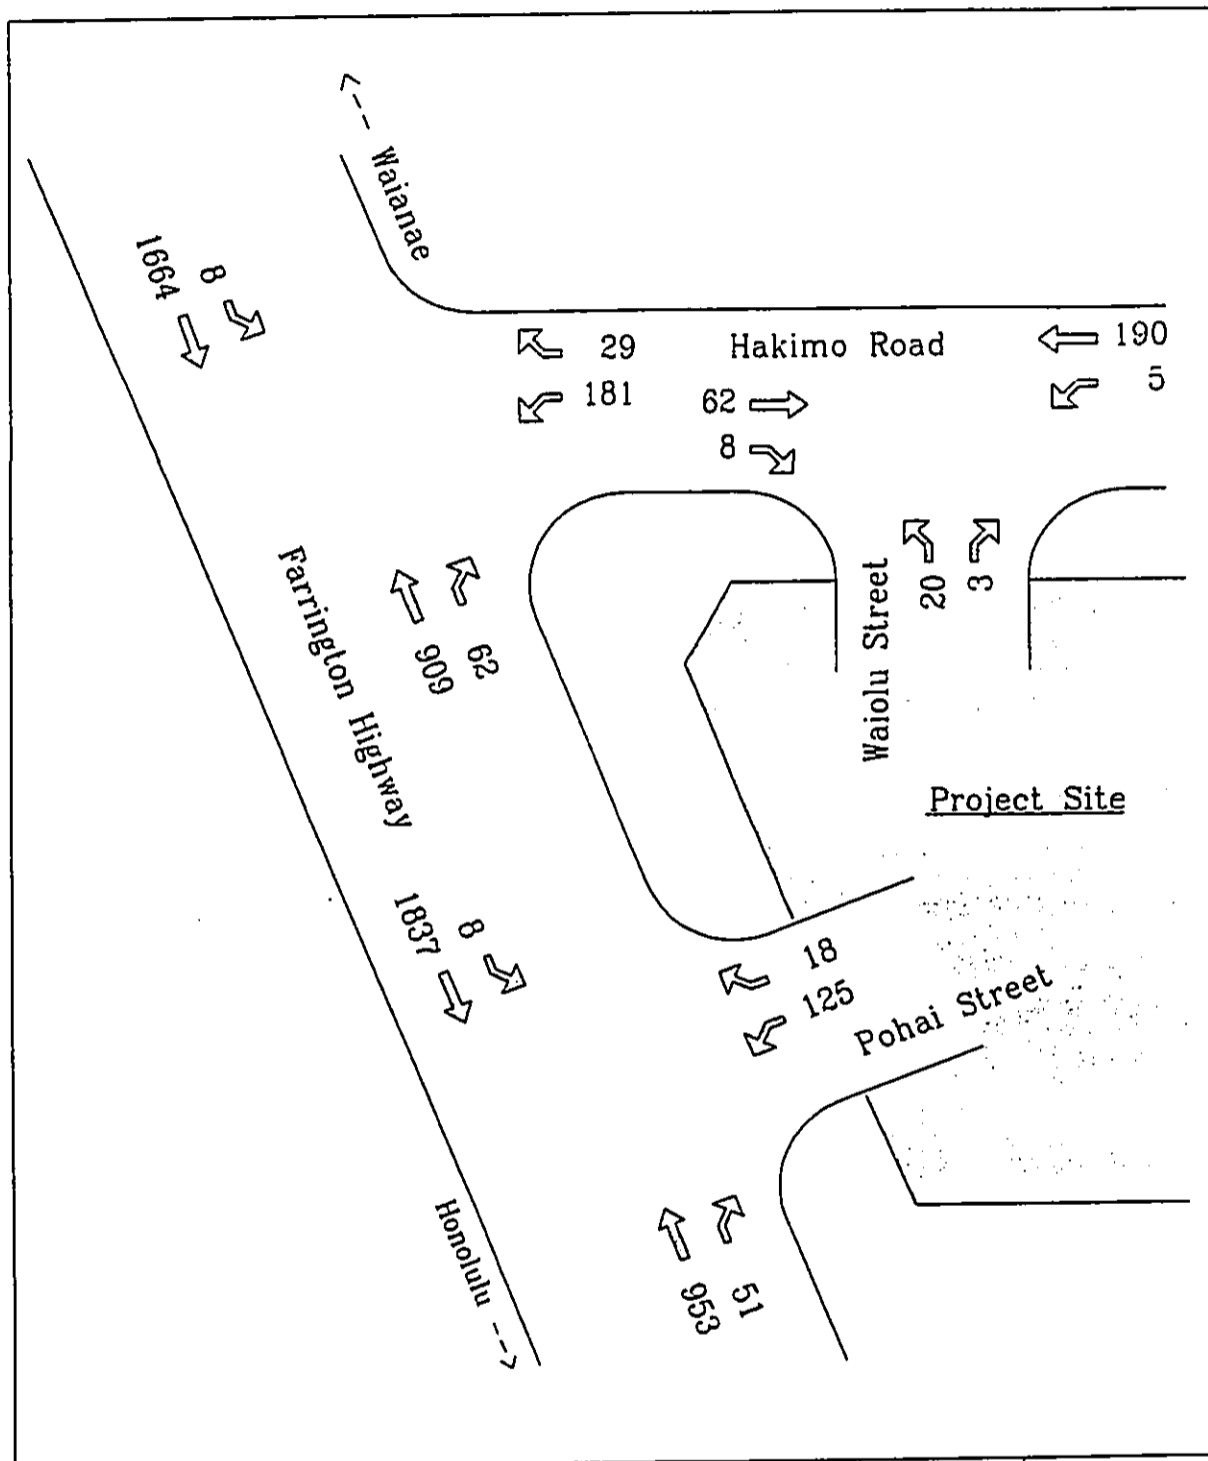 <--- Waianae
8
1664
29
Hakimo Road
190
181
62
5
8
Farrington Highway
62
909
Waiolu Street
20
3
Project Site
8
1837
18
125
Pohai Street
Honolulu --->
51
953